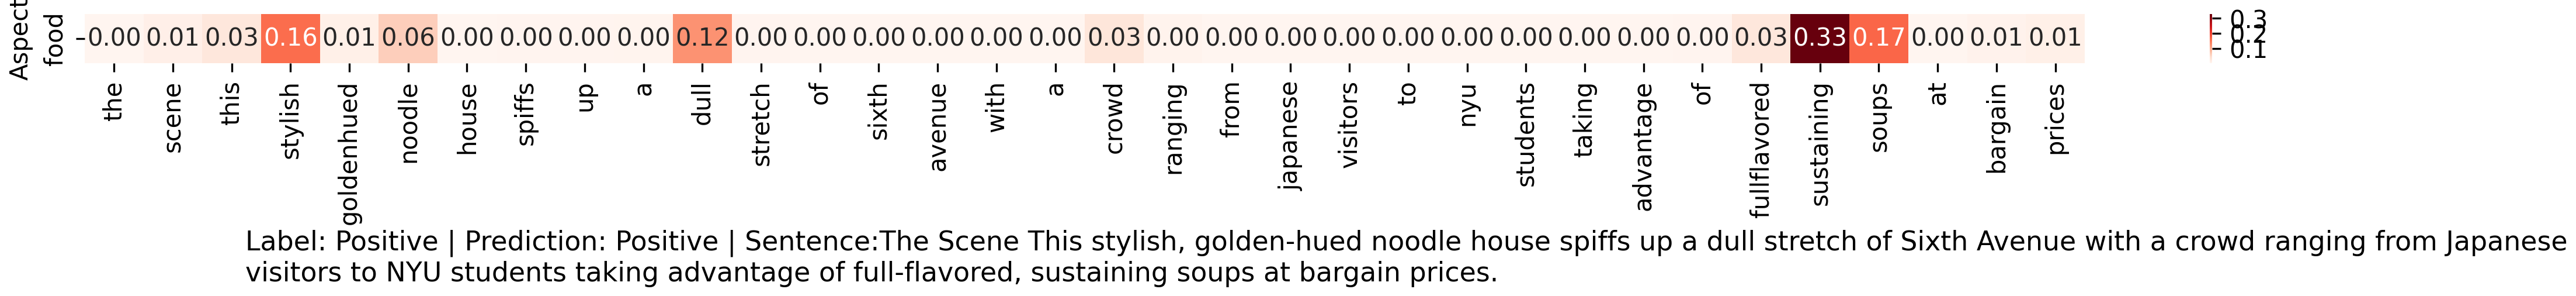 Aspect
food
0.00 0.01 0.03 0.16 0.01 0.06 0.00 0.00 0.00 0.00 0.12 0.00 0.00 0.00 0.00 0.00 0.00 0.03 0.00 0.00 0.00 0.00 0.00 0.00 0.00 0.00 0.00 0.00 0.03 0.33 0.17 0.00 0.01 0.01
0.3
0.2
0.1
the
scene
this
stylish
goldenhued
noodle
house
spiffs
up
a
dull
stretch
of
sixth
avenue
with
a
crowd
ranging
from
japanese
visitors
to
nyu
students
taking
advantage
of
fullflavored
sustaining
soups
at
bargain
prices
Label: Positive | Prediction: Positive | Sentence:The Scene This stylish, golden-hued noodle house spiffs up a dull stretch of Sixth Avenue with a crowd ranging from Japanese
visitors to NYU students taking advantage of full-flavored, sustaining soups at bargain prices.